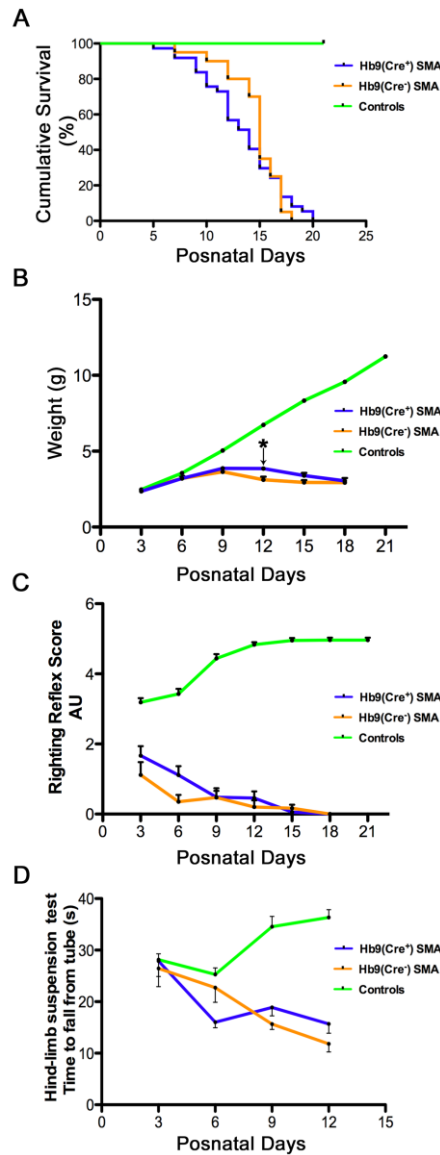 A
Cumulative Survival
(%)
100
80
60
40
20
0
0 5 10 15 20 25
Posnatal Days
Hb9(Cre⁺) SMA
Hb9(Cre⁻) SMA
Controls
B
Weight (g)
15
10
5
0
0 3 6 9 12 15 18 21
Posnatal Days
*
Hb9(Cre⁺) SMA
Hb9(Cre⁻) SMA
Controls
C
Righting Reflex Score
AU
6
4
2
0
0 3 6 9 12 15 18 21
Posnatal Days
Hb9(Cre⁺) SMA
Hb9(Cre⁻) SMA
Controls
D
Hind-limb suspension test
Time to fall from tube (s)
40
30
20
10
0
0 3 6 9 12 15
Posnatal Days
Hb9(Cre⁺) SMA
Hb9(Cre⁻) SMA
Controls